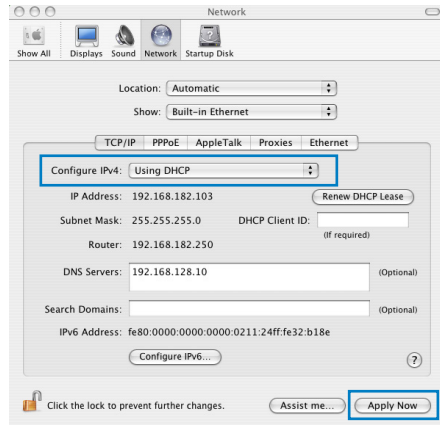 Network
Show All Displays Sound Network Startup Disk
Location: Automatic
Show: Built-in Ethernet
TCP/IP PPPoE AppleTalk Proxies Ethernet
Configure IPv4: Using DHCP
IP Address: 192.168.182.103 Renew DHCP Lease
Subnet Mask: 255.255.255.0 DHCP Client ID:
(If required)
Router: 192.168.182.250
DNS Servers: 192.168.128.10 (Optional)
Search Domains: (Optional)
IPv6 Address: fe80:0000:0000:0000:0211:24ff:fe32:b18e
Configure IPv6...
?
Click the lock to prevent further changes. Assist me... Apply Now